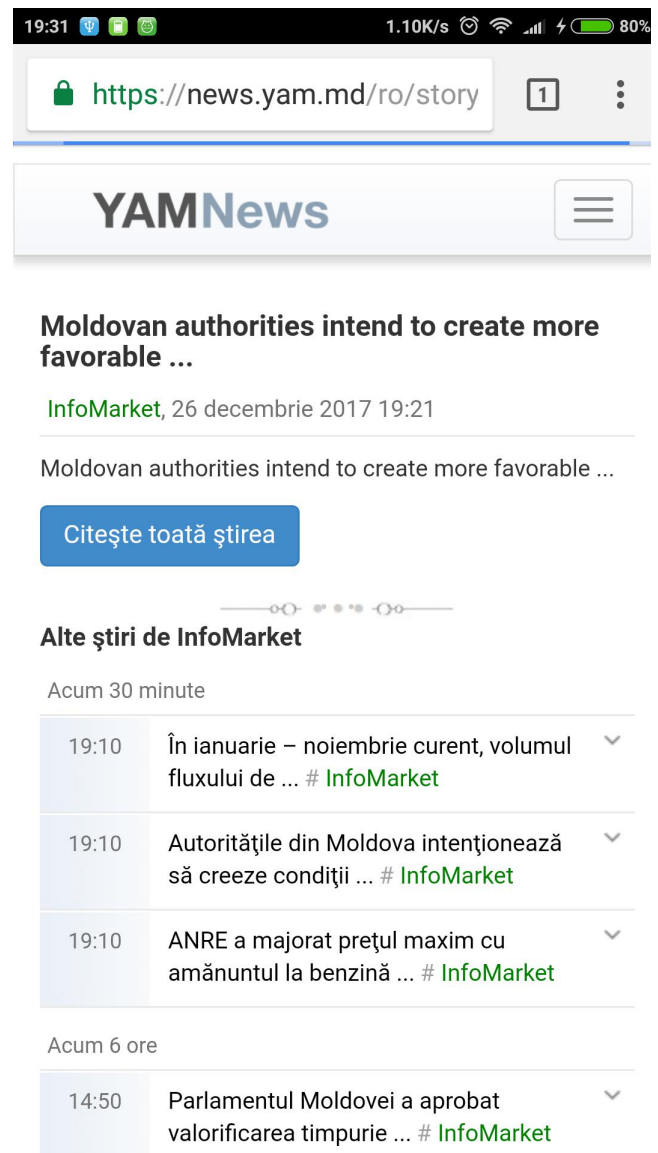 19:31 1.10K/s 80%
https://news.yam.md/ro/story 1
YAMNews
Moldovan authorities intend to create more
favorable ...
InfoMarket, 26 decembrie 2017 19:21
Moldovan authorities intend to create more favorable ...
Citeşte toată ştirea
Alte ştiri de InfoMarket
Acum 30 minute
19:10 În ianuarie – noiembrie curent, volumul
fluxului de ... # InfoMarket
19:10 Autorităţile din Moldova intenţionează
să creeze condiţii ... # InfoMarket
19:10 ANRE a majorat preţul maxim cu
amănuntul la benzină ... # InfoMarket
Acum 6 ore
14:50 Parlamentul Moldovei a aprobat
valorificarea timpurie ... # InfoMarket